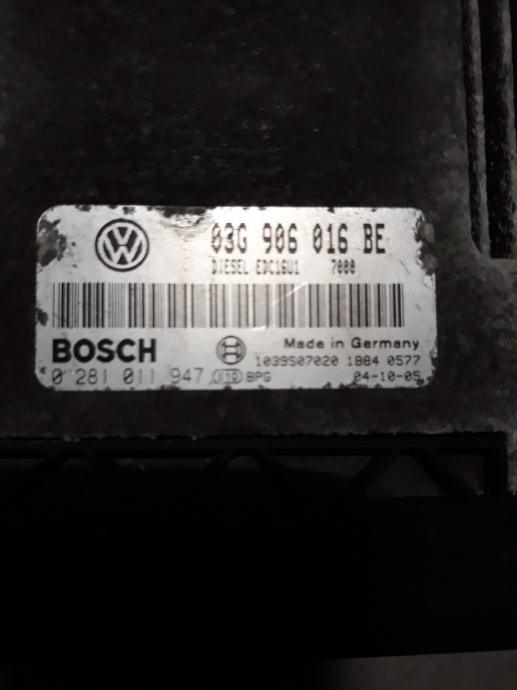 03G 906 016 BE
DIESEL EDC16U1 7000
BOSCH
Made in Germany
1039S07020 1884 0577
0 281 011 947 810 BPG
04-10-05